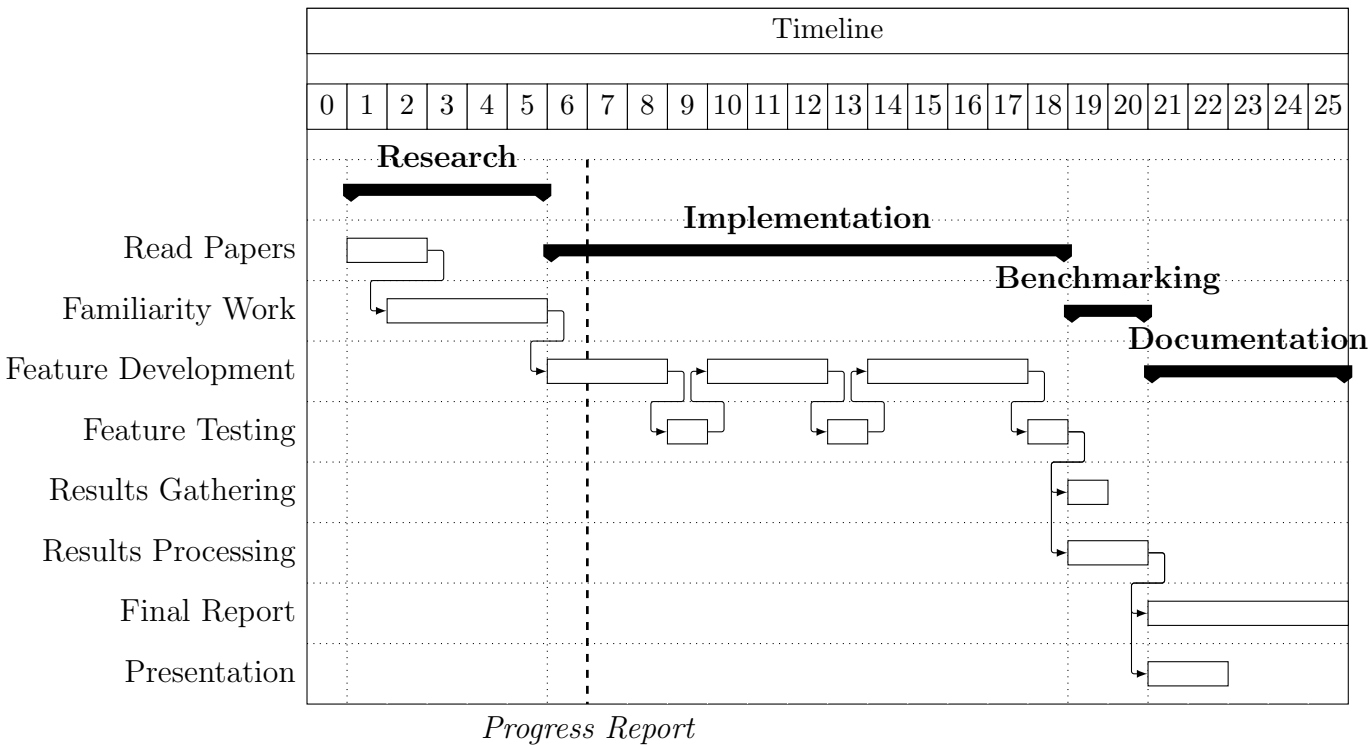 Timeline
0 1 2 3 4 5 6 7 8 9 10 11 12 13 14 15 16 17 18 19 20 21 22 23 24 25
Research
Implementation
Read Papers
Benchmarking
Familiarity Work
Documentation
Feature Development
Feature Testing
Results Gathering
Results Processing
Final Report
Presentation
Progress Report